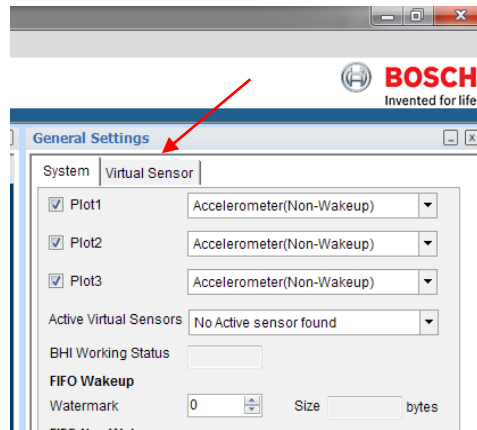 BOSCH
Invented for life
General Settings
System Virtual Sensor
Plot1 Accelerometer(Non-Wakeup)
Plot2 Accelerometer(Non-Wakeup)
Plot3 Accelerometer(Non-Wakeup)
Active Virtual Sensors No Active sensor found
BHI Working Status
FIFO Wakeup
Watermark 0 Size bytes